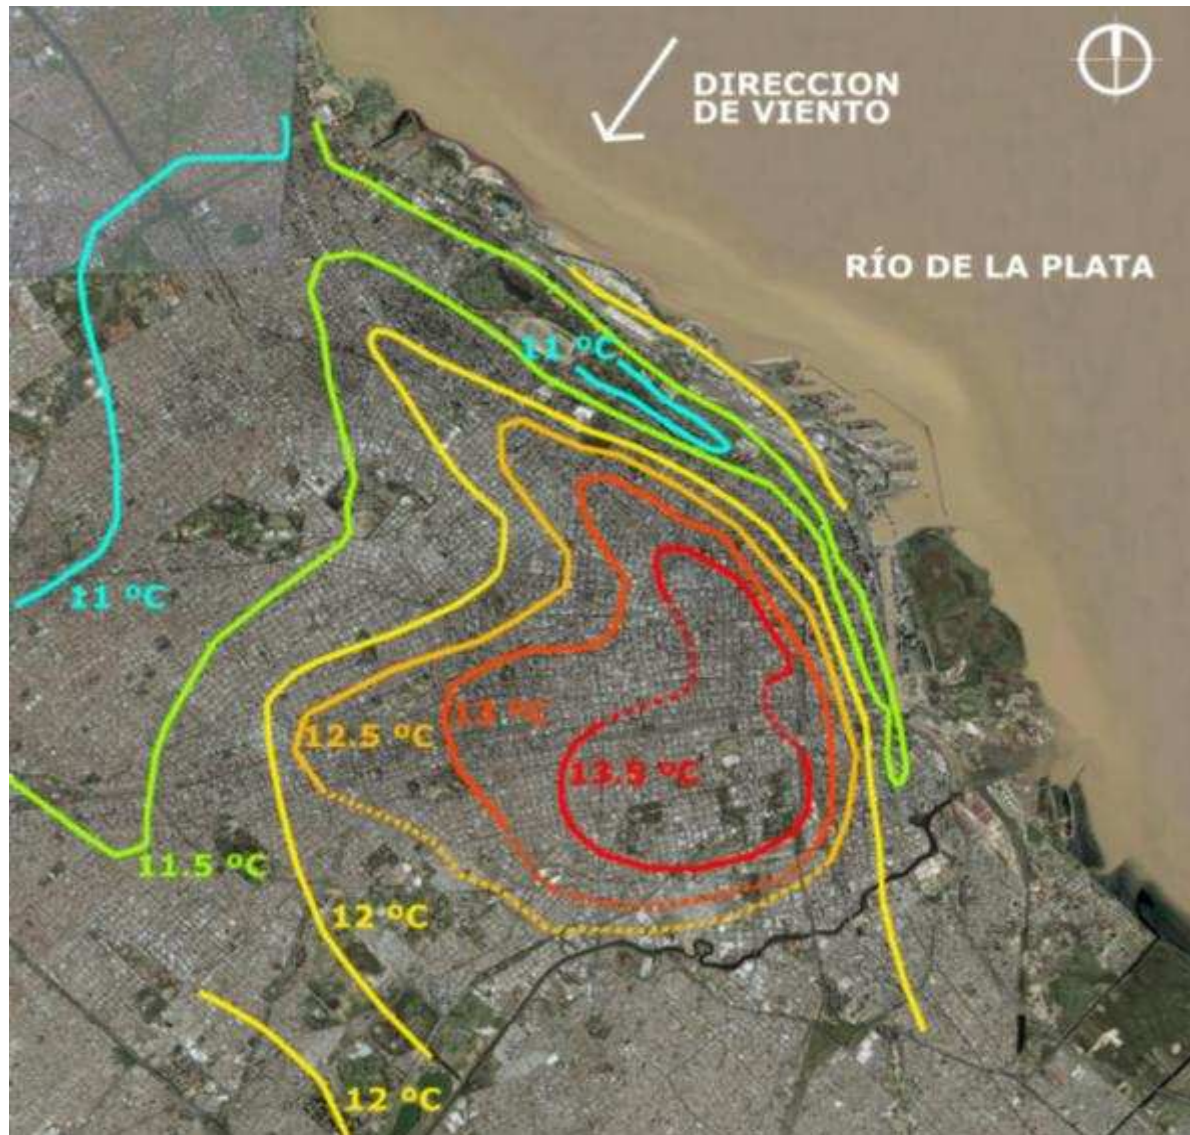 DIRECCION
DE VIENTO
RÍO DE LA PLATA
11 ºC
11 ºC
13 ºC
12.5 ºC
13.5 ºC
11.5 ºC
12 ºC
12 ºC